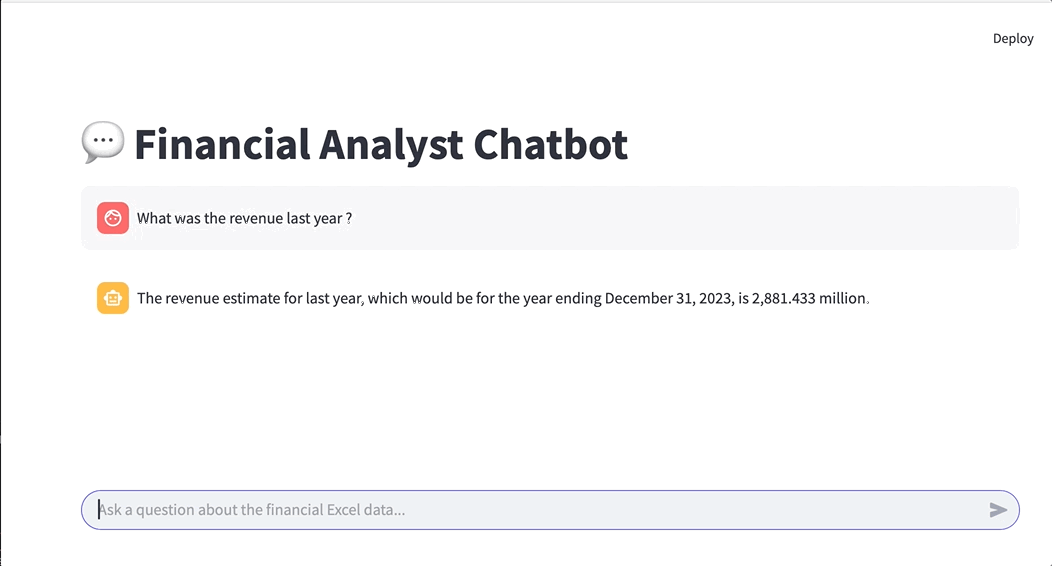 Deploy
Financial Analyst Chatbot
What was the revenue last year ?
The revenue estimate for last year, which would be for the year ending December 31, 2023, is 2,881.433 million.
Ask a question about the financial Excel data...